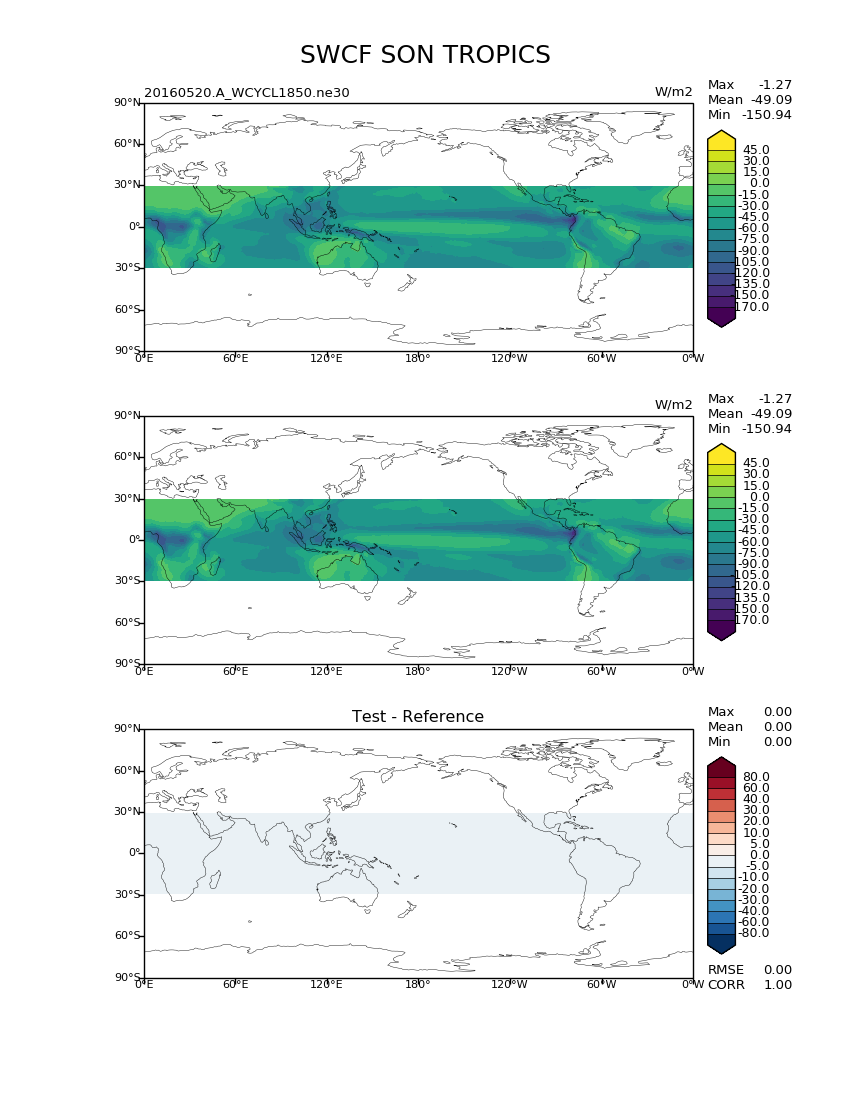 SWCF SON TROPICS
20160520.A_WCYCL1850.ne30
W/m2
Max -1.27
Mean -49.09
Min -150.94
90°N
60°N
30°N
0°
30°S
60°S
90°S
0°E 60°E 120°E 180° 120°W 60°W 0°W
45.0
30.0
15.0
0.0
-15.0
-30.0
-45.0
-60.0
-75.0
-90.0
-105.0
-120.0
-135.0
-150.0
-170.0
W/m2
Max -1.27
Mean -49.09
Min -150.94
90°N
60°N
30°N
0°
30°S
60°S
90°S
0°E 60°E 120°E 180° 120°W 60°W 0°W
45.0
30.0
15.0
0.0
-15.0
-30.0
-45.0
-60.0
-75.0
-90.0
-105.0
-120.0
-135.0
-150.0
-170.0
Test - Reference
Max 0.00
Mean 0.00
Min 0.00
90°N
60°N
30°N
0°
30°S
60°S
90°S
0°E 60°E 120°E 180° 120°W 60°W 0°W
80.0
60.0
40.0
30.0
20.0
10.0
5.0
0.0
-5.0
-10.0
-20.0
-30.0
-40.0
-60.0
-80.0
RMSE 0.00
CORR 1.00